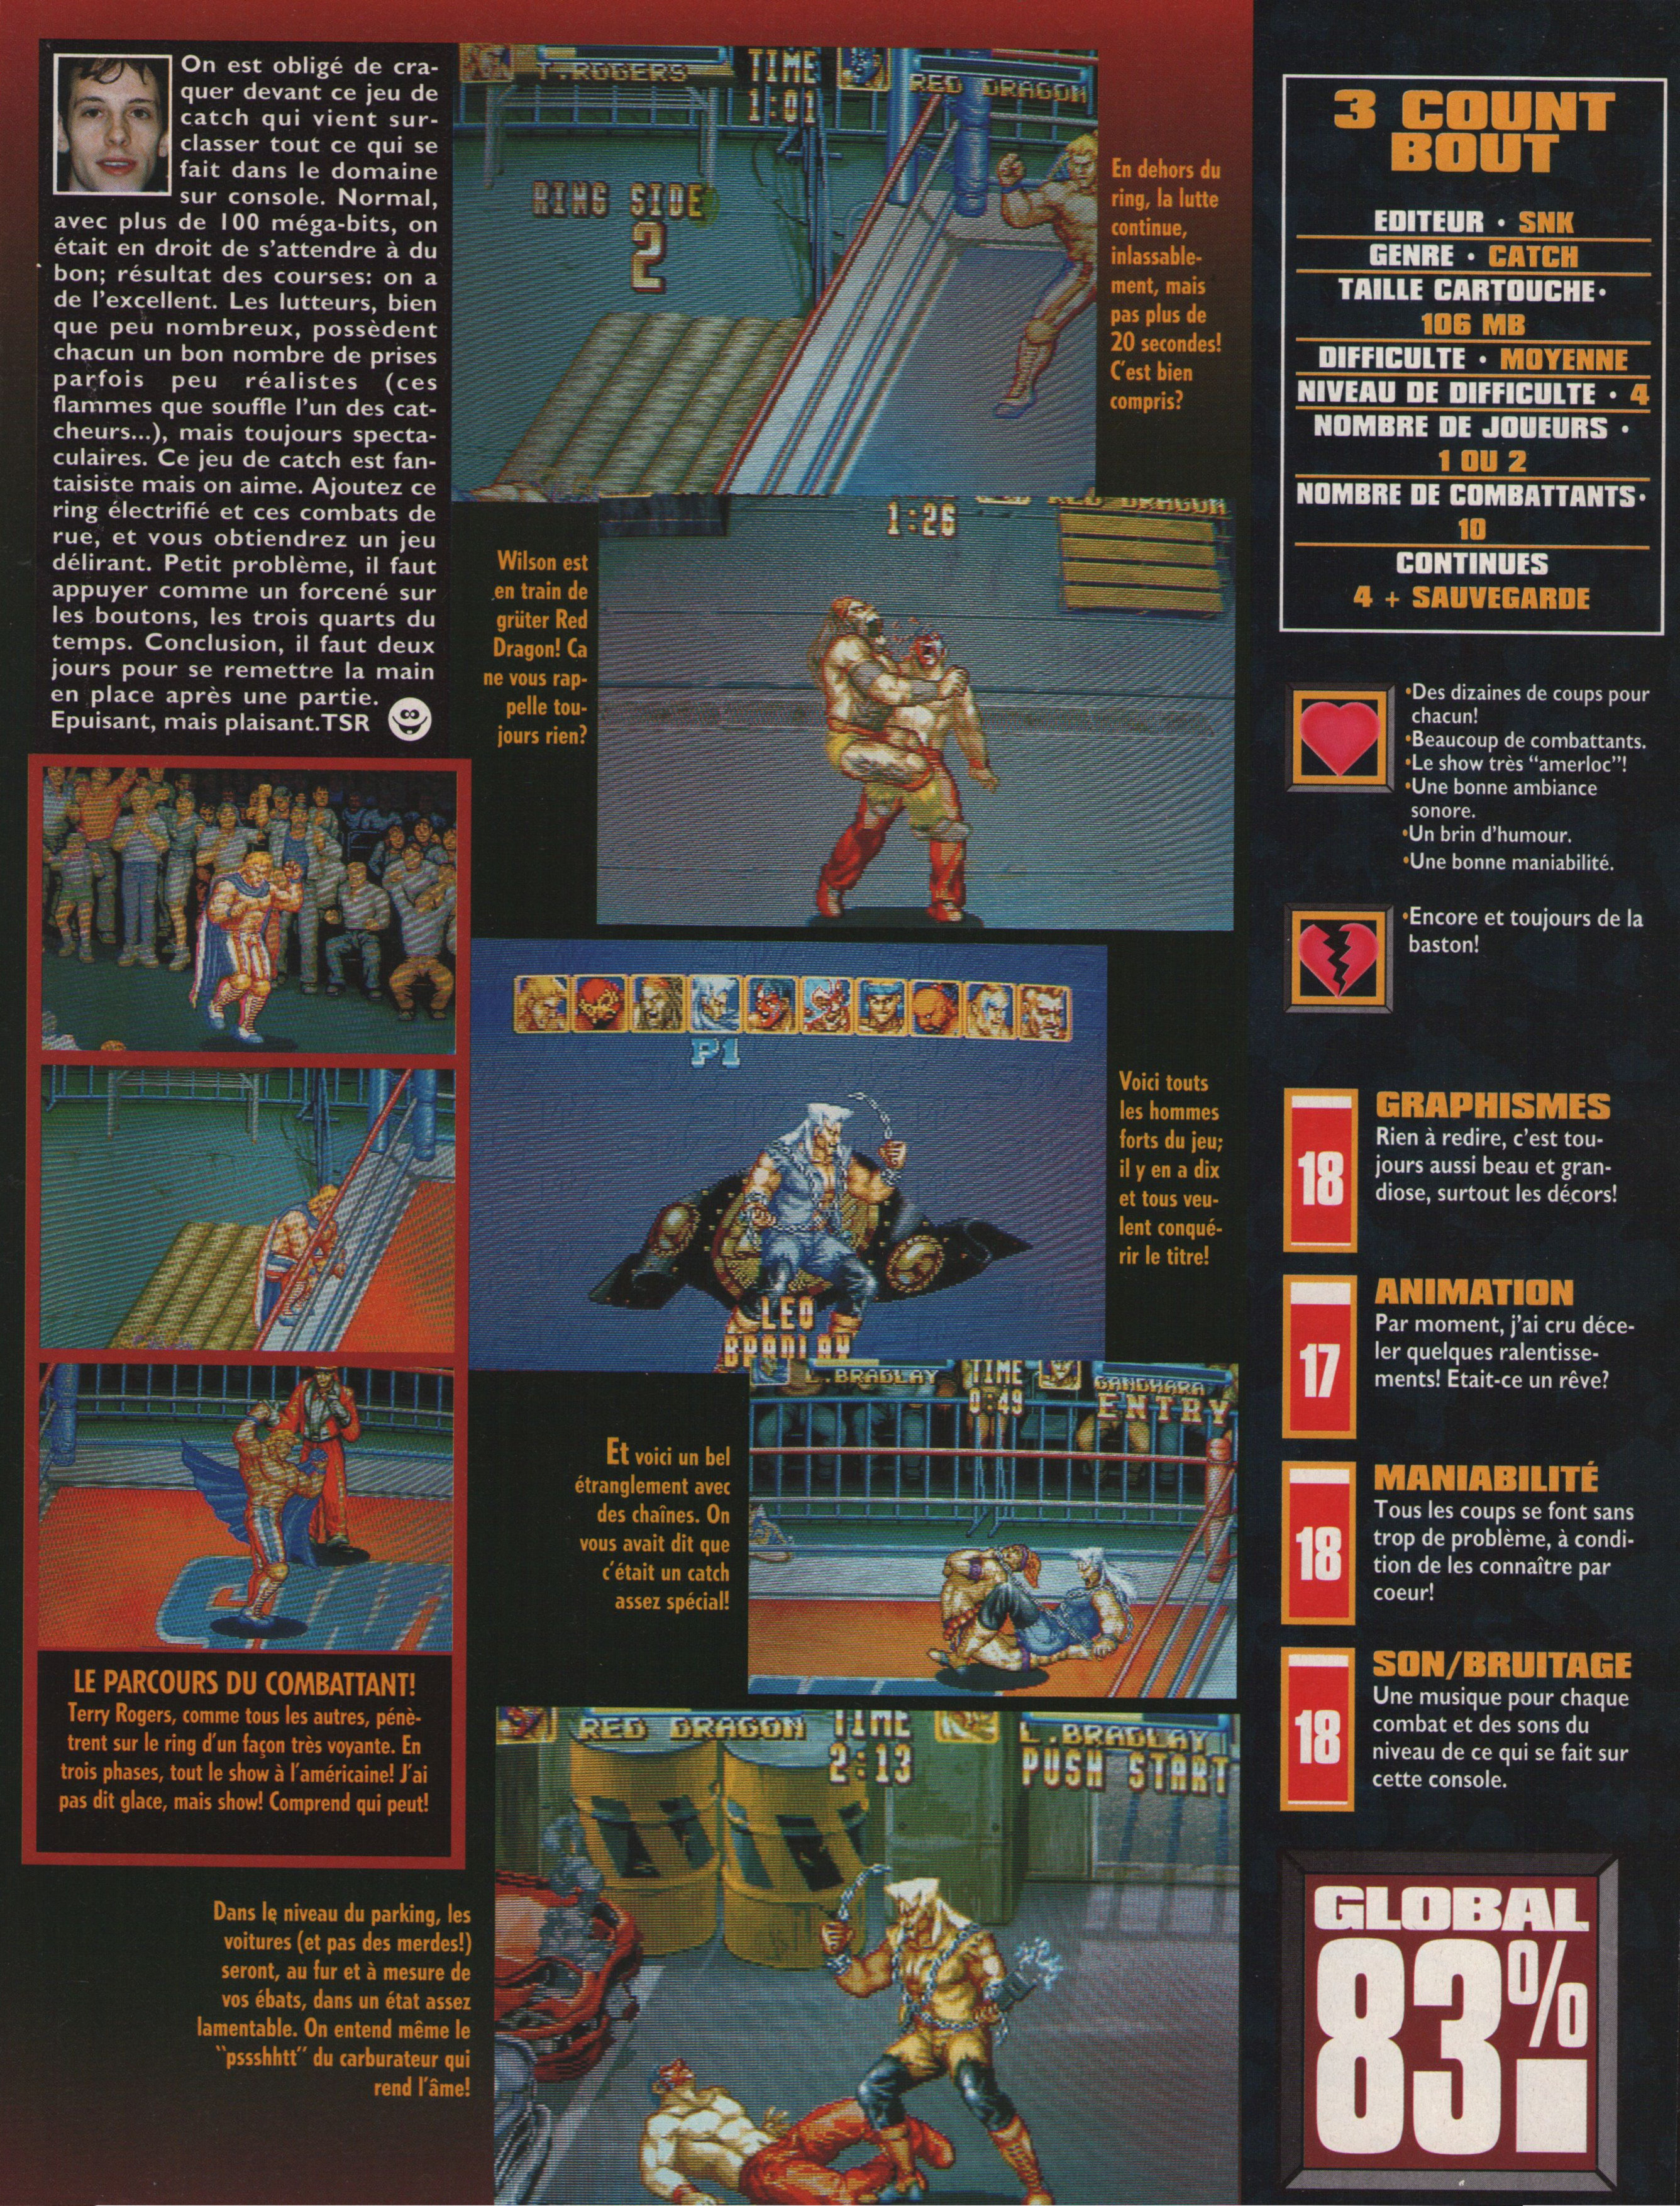 On est obligé de cra-
quer devant ce jeu de
catch qui vient sur-
classer tout ce qui se
fait dans le domaine
sur console. Normal,
avec plus de 100 méga-bits, on
était en droit de s'attendre à du
bon; résultat des courses: on a
de l'excellent. Les lutteurs, bien
que peu nombreux, possèdent
chacun un bon nombre de prises
parfois peu réalistes (ces
flammes que souffle l'un des cat-
cheurs...), mais toujours specta-
culaires. Ce jeu de catch est fan-
taisiste mais on aime. Ajoutez ce
ring électrifié et ces combats de
rue, et vous obtiendrez un jeu
délirant. Petit problème, il faut
appuyer comme un forcené sur
les boutons, les trois quarts du
temps. Conclusion, il faut deux
jours pour se remettre la main
en place après une partie.
Epuisant, mais plaisant.TSR
T.ROGERS
TIME
1:01
RED DRAGON
RING SIDE
2
En dehors du
ring, la lutte
continue,
inlassable-
ment, mais
pas plus de
20 secondes!
C'est bien
compris?
1:26
RED DRAGON
Wilson est
en train de
grüter Red
Dragon! Ca
ne vous rap-
pelle tou-
jours rien?
P1
LEO
BRADLAY
Voici touts
les hommes
forts du jeu;
il y en a dix
et tous veu-
lent conqué-
rir le titre!
L.BRADLAY
TIME
0:49
GANDHARA
ENTRY
Et voici un bel
étranglement avec
des chaînes. On
vous avait dit que
c'était un catch
assez spécial!
LE PARCOURS DU COMBATTANT!
Terry Rogers, comme tous les autres, pénè-
trent sur le ring d'un façon très voyante. En
trois phases, tout le show à l'américaine! J'ai
pas dit glace, mais show! Comprend qui peut!
RED DRAGON
TIME
2:13
L.BRADLAY
PUSH START
Dans le niveau du parking, les
voitures (et pas des merdes!)
seront, au fur et à mesure de
vos ébats, dans un état assez
lamentable. On entend même le
"pssshhtt" du carburateur qui
rend l'âme!
3 COUNT
BOUT
EDITEUR • SNK
GENRE • CATCH
TAILLE CARTOUCHE•
106 MB
DIFFICULTE • MOYENNE
NIVEAU DE DIFFICULTE • 4
NOMBRE DE JOUEURS •
1 OU 2
NOMBRE DE COMBATTANTS•
10
CONTINUES
4 + SAUVEGARDE
•Des dizaines de coups pour
chacun!
•Beaucoup de combattants.
•Le show très "amerloc"!
•Une bonne ambiance
sonore.
•Un brin d'humour.
•Une bonne maniabilité.
•Encore et toujours de la
baston!
18
GRAPHISMES
Rien à redire, c'est tou-
jours aussi beau et gran-
diose, surtout les décors!
17
ANIMATION
Par moment, j'ai cru déce-
ler quelques ralentisse-
ments! Etait-ce un rêve?
18
MANIABILITÉ
Tous les coups se font sans
trop de problème, à condi-
tion de les connaître par
coeur!
18
SON/BRUITAGE
Une musique pour chaque
combat et des sons du
niveau de ce qui se fait sur
cette console.
GLOBAL
83%